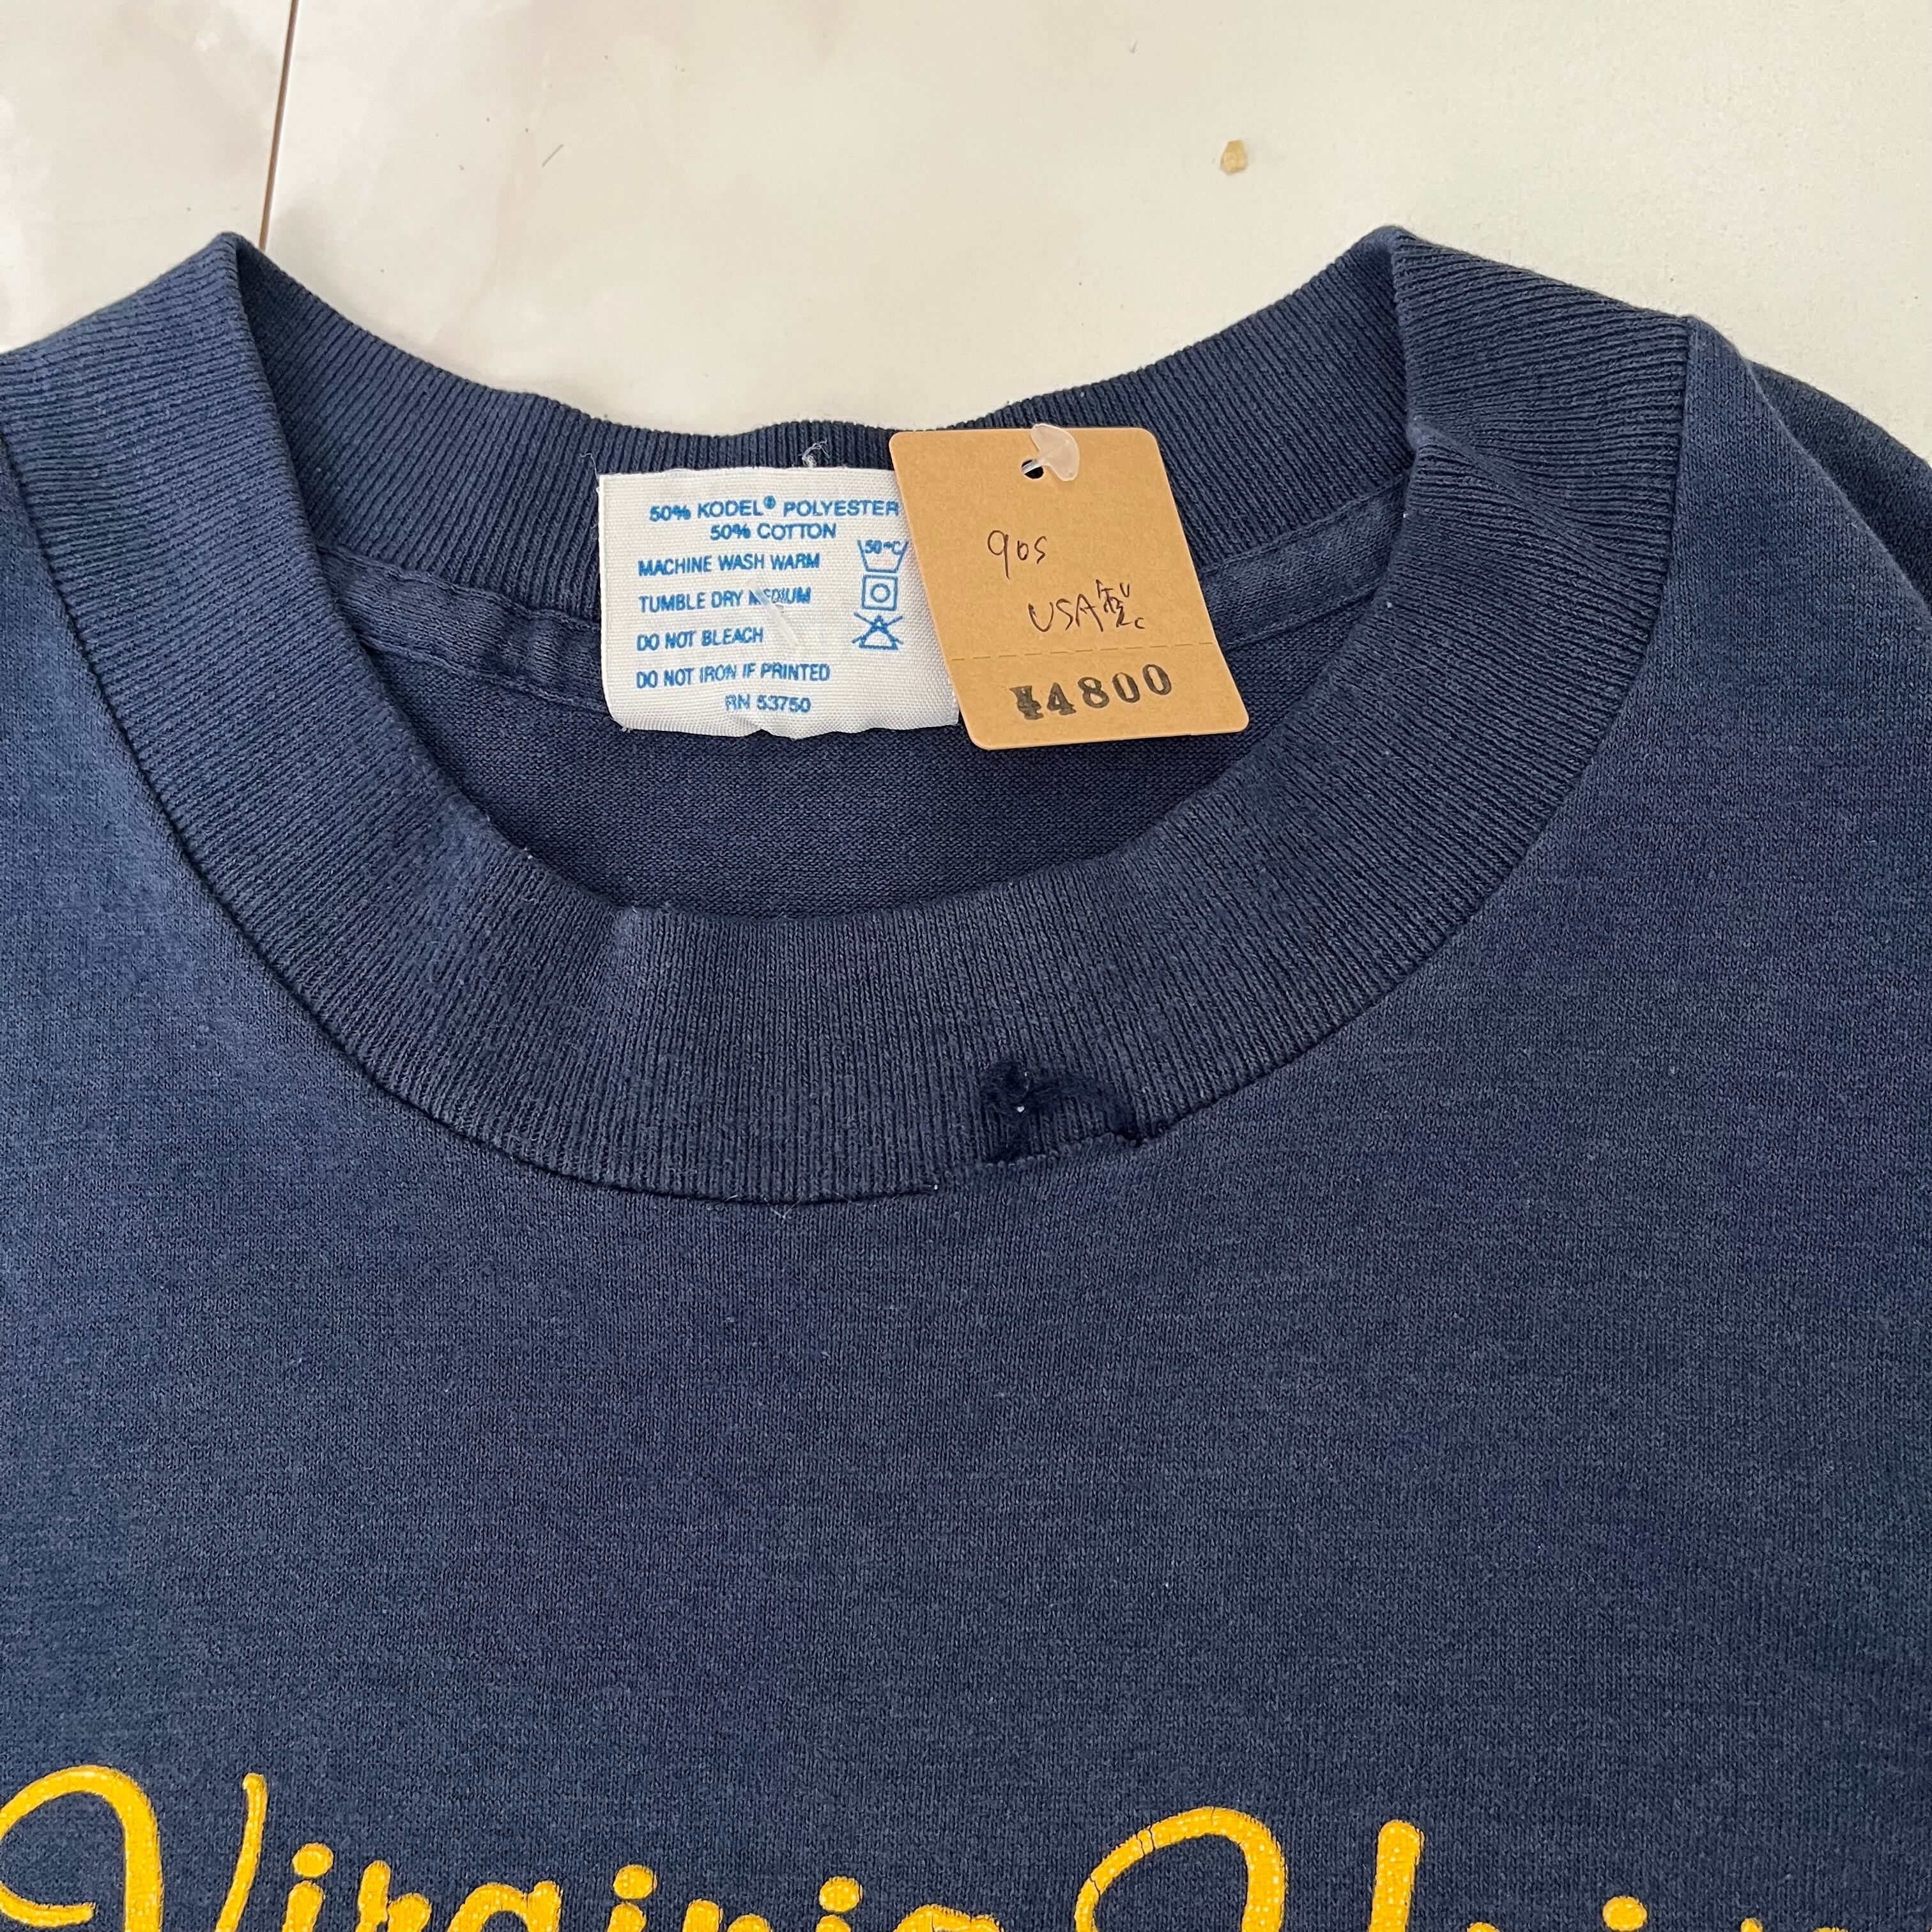 50% KODEL® POLYESTER
50% COTTON
MACHINE WASH WARM
50°C
TUMBLE DRY MEDIUM
DO NOT BLEACH
DO NOT IRON IF PRINTED
RN 53750
90s
USA製
¥4800
Virginia